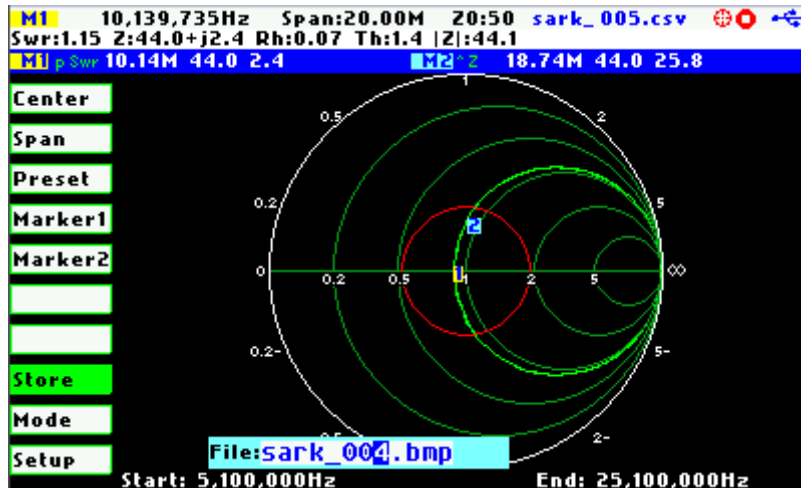 M1 10,139,735Hz Span:20.00M 20:50 sark_005.csv
Swr:1.15 Z:44.0+j2.4 Rh:0.07 Th:1.4 |Z|:44.1
M1 p Swr 10.14M 44.0 2.4 M2 ^ Z 18.74M 44.0 25.8
Center
Span
Preset
Marker1
Marker2
Store
Mode
Setup
1
0.5 2
0.2 5
2
0 0.2 0.5 1 1 2 5 ∞
0.2- 5-
2-
File:sark_004.bmp
Start: 5,100,000Hz End: 25,100,000Hz